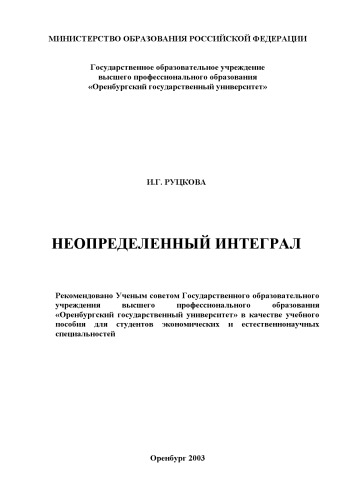 МИНИСТЕРСТВО ОБРАЗОВАНИЯ РОССИЙСКОЙ ФЕДЕРАЦИИ
Государственное образовательное учреждение
высшего профессионального образования
«Оренбургский государственный университет»
И.Г. РУЦКОВА
НЕОПРЕДЕЛЕННЫЙ ИНТЕГРАЛ
Рекомендовано Ученым советом Государственного образовательного
учреждения высшего профессионального образования
«Оренбургский государственный университет» в качестве учебного
пособия для студентов экономических и естественнонаучных
специальностей
Оренбург 2003